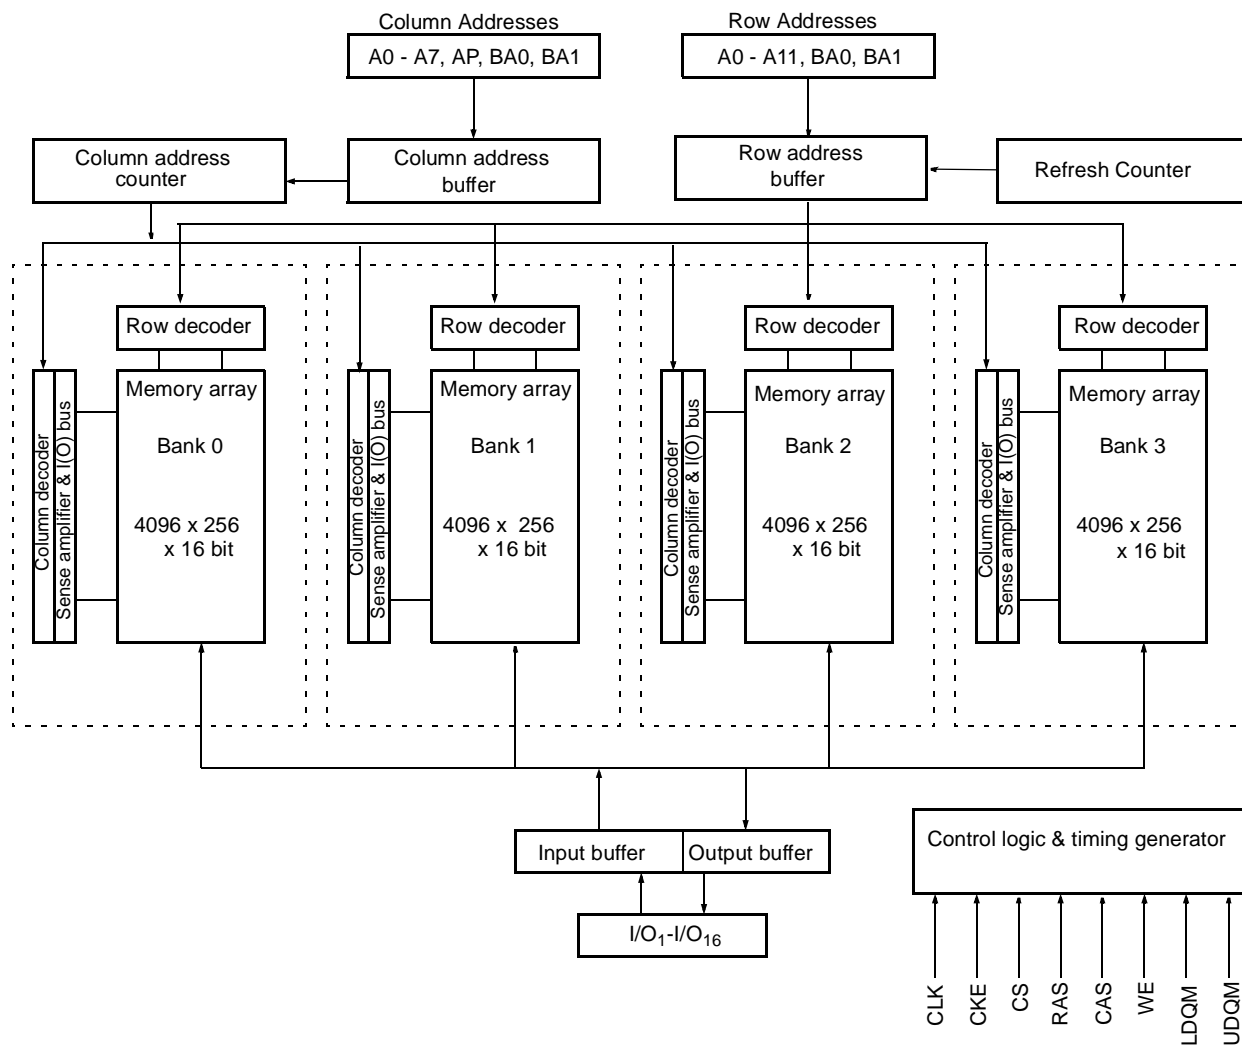 Column Addresses
Row Addresses
A0 - A7, AP, BA0, BA1
A0 - A11, BA0, BA1
Column address
counter
Column address
buffer
Row address
buffer
Refresh Counter
Row decoder
Row decoder
Row decoder
Row decoder
Column decoder
Sense amplifier & I(O) bus
Memory array
Bank 0
4096 x 256
x 16 bit
Column decoder
Sense amplifier & I(O) bus
Memory array
Bank 1
4096 x 256
x 16 bit
Column decoder
Sense amplifier & I(O) bus
Memory array
Bank 2
4096 x 256
x 16 bit
Column decoder
Sense amplifier & I(O) bus
Memory array
Bank 3
4096 x 256
x 16 bit
Input buffer
Output buffer
I/O1-I/O16
Control logic & timing generator
CLK
CKE
CS
RAS
CAS
WE
LDQM
UDQM